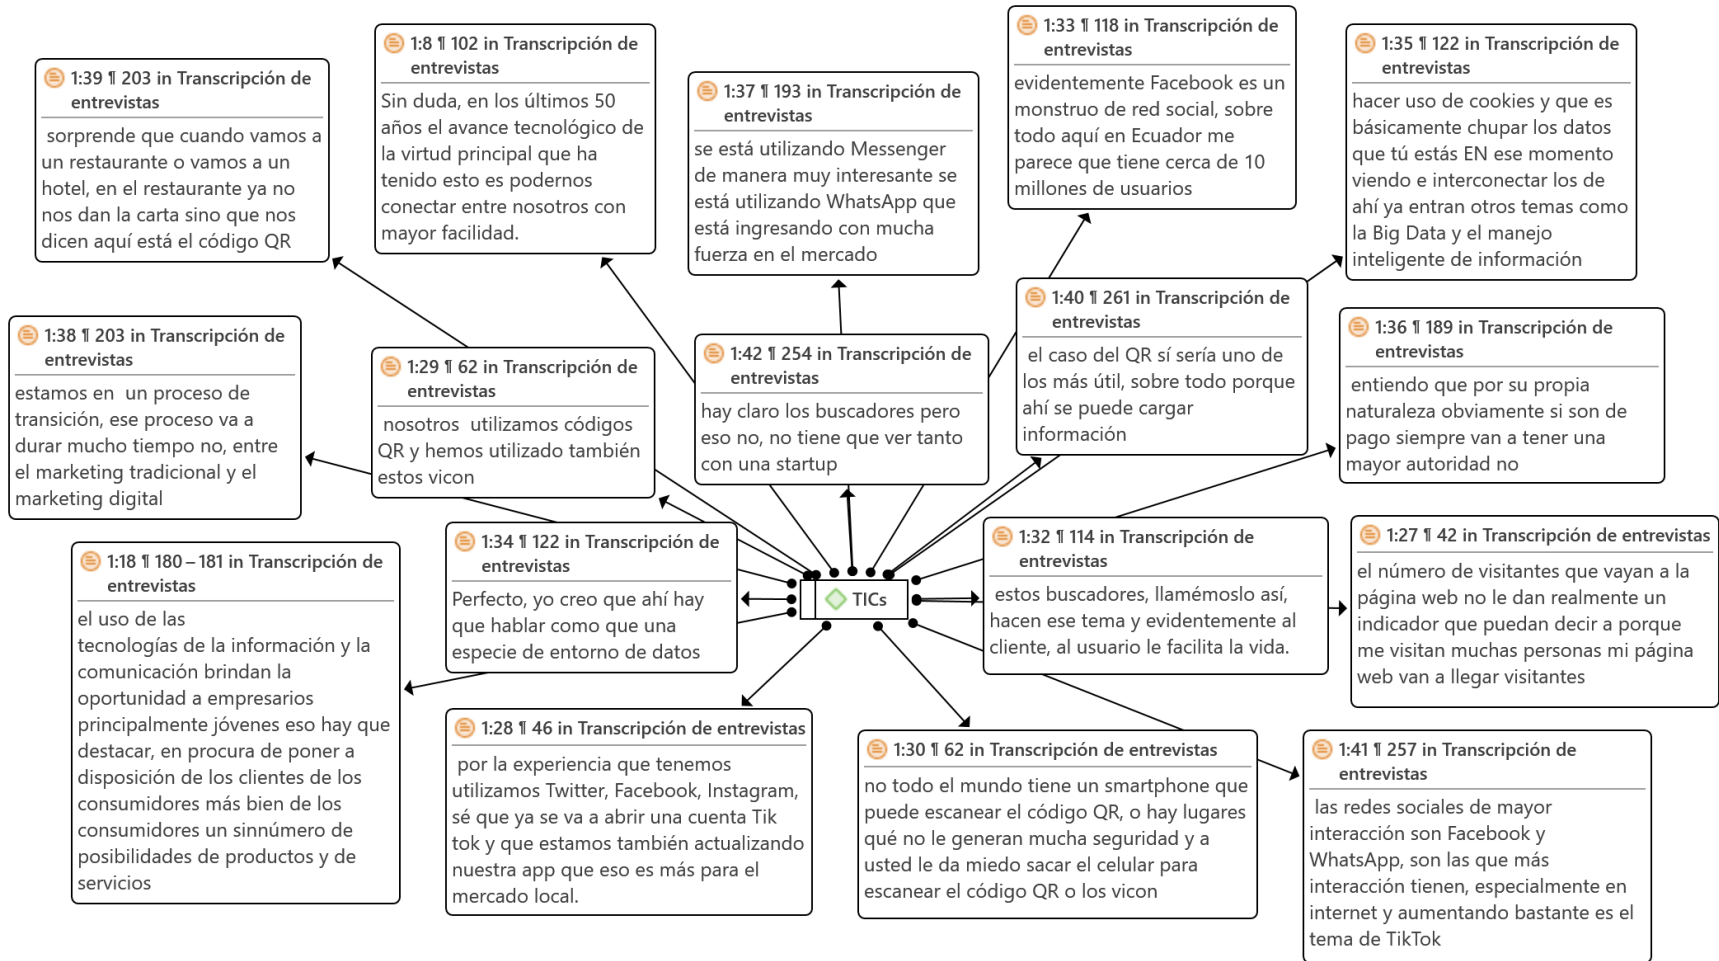 1:39 ¶ 203 in Transcripción de
entrevistas
sorprende que cuando vamos a
un restaurante o vamos a un
hotel, en el restaurante ya no
nos dan la carta sino que nos
dicen aquí está el código QR
1:8 ¶ 102 in Transcripción de
entrevistas
Sin duda, en los últimos 50
años el avance tecnológico de
la virtud principal que ha
tenido esto es podernos
conectar entre nosotros con
mayor facilidad.
1:37 ¶ 193 in Transcripción de
entrevistas
se está utilizando Messenger
de manera muy interesante se
está utilizando WhatsApp que
está ingresando con mucha
fuerza en el mercado
1:33 ¶ 118 in Transcripción de
entrevistas
evidentemente Facebook es un
monstruo de red social, sobre
todo aquí en Ecuador me
parece que tiene cerca de 10
millones de usuarios
1:35 ¶ 122 in Transcripción de
entrevistas
hacer uso de cookies y que es
básicamente chupar los datos
que tú estás EN ese momento
viendo e interconectar los de
ahí ya entran otros temas como
la Big Data y el manejo
inteligente de información
1:38 ¶ 203 in Transcripción de
entrevistas
estamos en  un proceso de
transición, ese proceso va a
durar mucho tiempo no, entre
el marketing tradicional y el
marketing digital
1:29 ¶ 62 in Transcripción de
entrevistas
nosotros  utilizamos códigos
QR y hemos utilizado también
estos vicon
1:42 ¶ 254 in Transcripción de
entrevistas
hay claro los buscadores pero
eso no, no tiene que ver tanto
con una startup
1:40 ¶ 261 in Transcripción de
entrevistas
el caso del QR sí sería uno de
los más útil, sobre todo porque
ahí se puede cargar
información
1:36 ¶ 189 in Transcripción de
entrevistas
entiendo que por su propia
naturaleza obviamente si son de
pago siempre van a tener una
mayor autoridad no
1:18 ¶ 180 – 181 in Transcripción de
entrevistas
el uso de las
tecnologías de la información y la
comunicación brindan la
oportunidad a empresarios
principalmente jóvenes eso hay que
destacar, en procura de poner a
disposición de los clientes de los
consumidores más bien de los
consumidores un sinnúmero de
posibilidades de productos y de
servicios
1:34 ¶ 122 in Transcripción de
entrevistas
Perfecto, yo creo que ahí hay
que hablar como que una
especie de entorno de datos
TICs
1:32 ¶ 114 in Transcripción de
entrevistas
estos buscadores, llamémoslo así,
hacen ese tema y evidentemente al
cliente, al usuario le facilita la vida.
1:27 ¶ 42 in Transcripción de entrevistas
el número de visitantes que vayan a la
página web no le dan realmente un
indicador que puedan decir a porque
me visitan muchas personas mi página
web van a llegar visitantes
1:28 ¶ 46 in Transcripción de entrevistas
por la experiencia que tenemos
utilizamos Twitter, Facebook, Instagram,
sé que ya se va a abrir una cuenta Tik
tok y que estamos también actualizando
nuestra app que eso es más para el
mercado local.
1:30 ¶ 62 in Transcripción de entrevistas
no todo el mundo tiene un smartphone que
puede escanear el código QR, o hay lugares
qué no le generan mucha seguridad y a
usted le da miedo sacar el celular para
escanear el código QR o los vicon
1:41 ¶ 257 in Transcripción de
entrevistas
las redes sociales de mayor
interacción son Facebook y
WhatsApp, son las que más
interacción tienen, especialmente en
internet y aumentando bastante es el
tema de TikTok